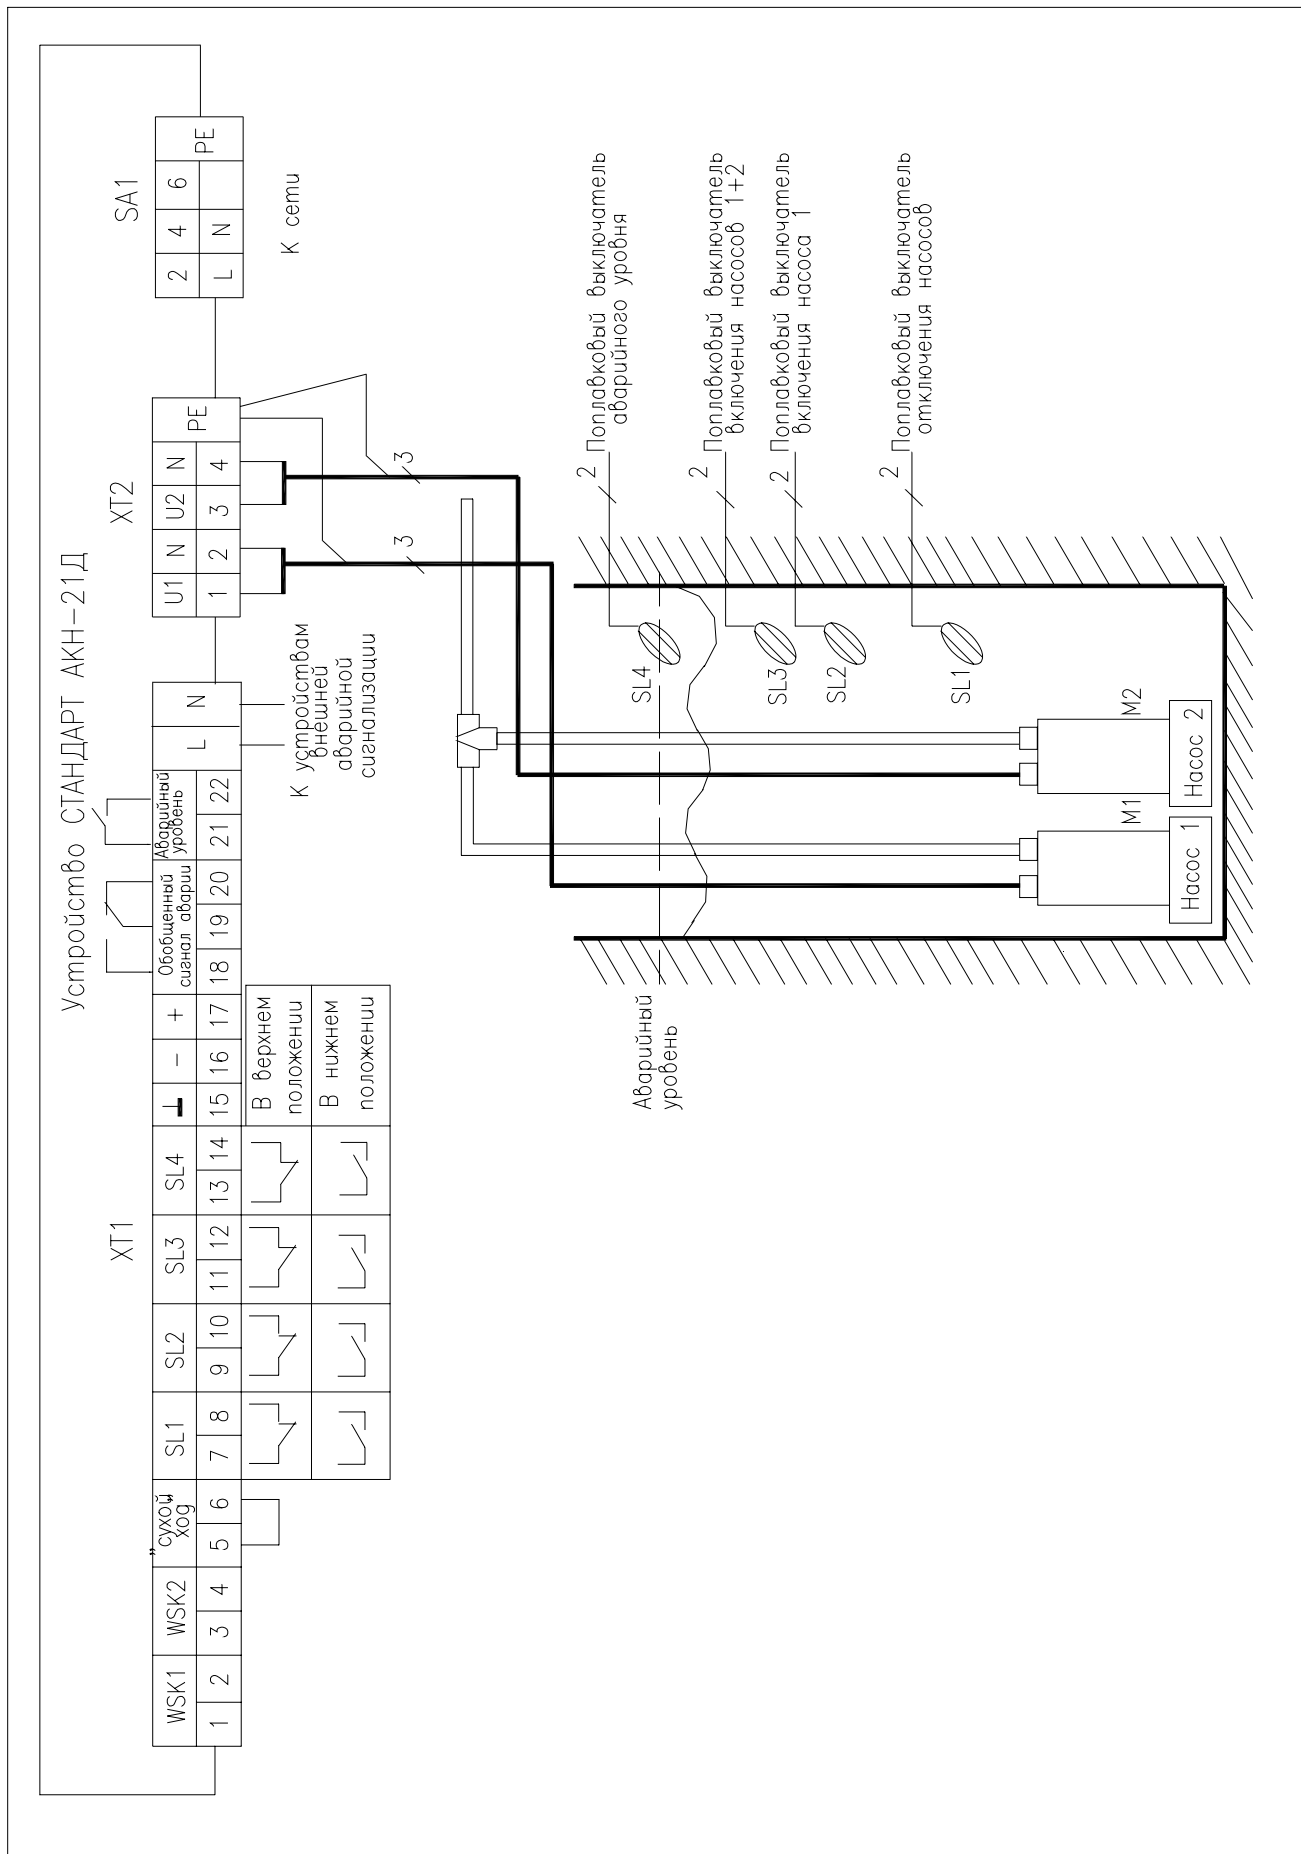 Устройство СТАНДАРТ АКН-21Д
XT1
XT2
SA1
WSK1
WSK2
"сухой"
ход
SL1
SL2
SL3
SL4
- +
Обобщенный
сигнал аварии
Аварийный
уровень
L N
1 2 3 4 5 6 7 8 9 10 11 12 13 14 15 16 17 18 19 20 21 22
U1 N U2 N PE
1 2 3 4
2 4 6 PE
L N
К сети
В верхнем
положении
В нижнем
положении
К устройствам
внешней
аварийной
сигнализации
3
3
2
Поплавковый выключатель
аварийного уровня
2
Поплавковый выключатель
включения насосов 1+2
2
Поплавковый выключатель
включения насоса 1
2
Поплавковый выключатель
отключения насосов
SL4
SL3
SL2
SL1
Аварийный
уровень
M1
M2
Насос 1
Насос 2